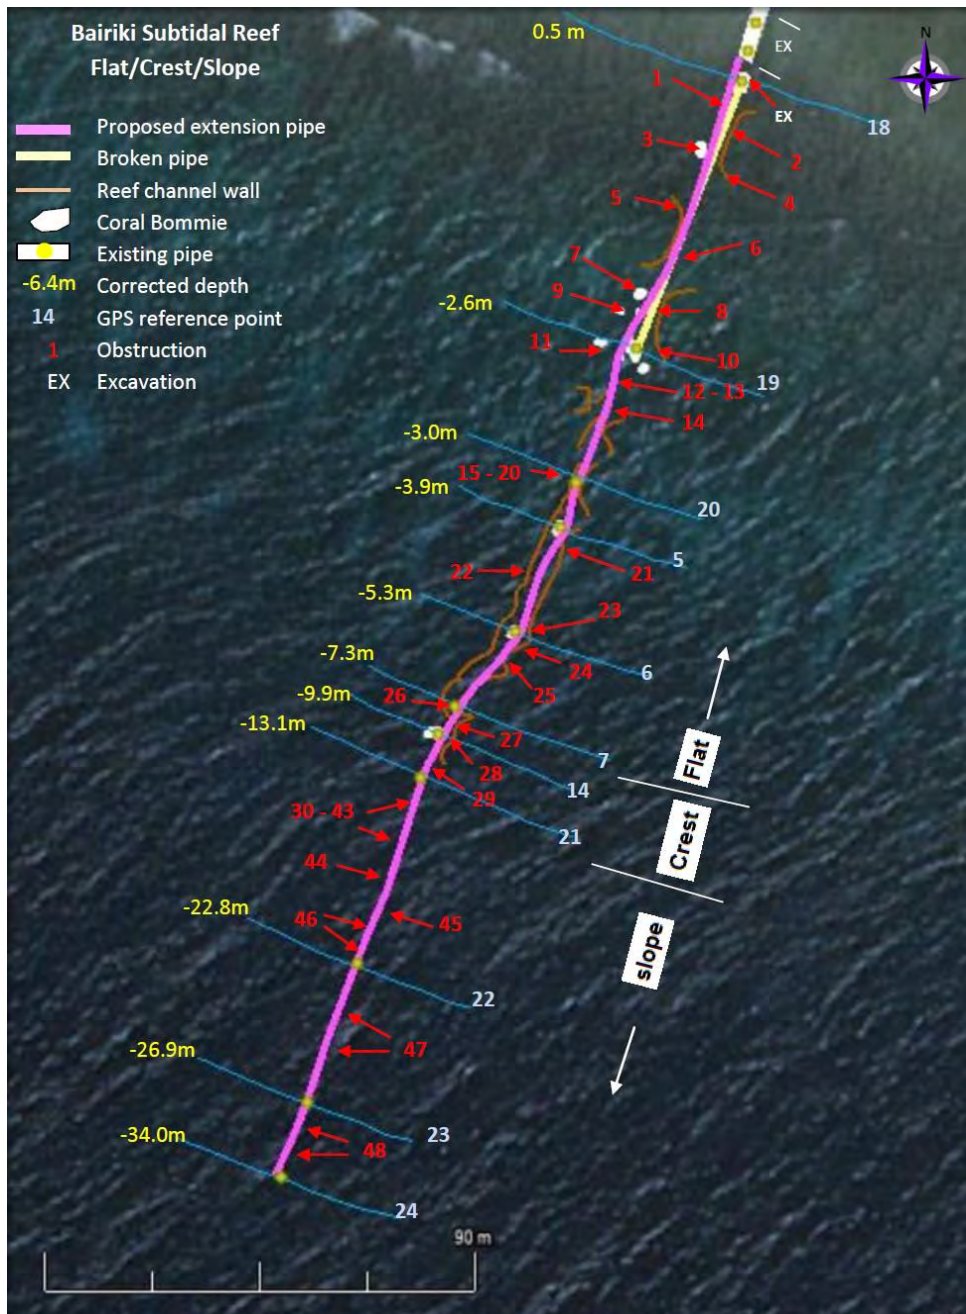 Bairiki Subtidal Reef
Flat/Crest/Slope
Proposed extension pipe
Broken pipe
Reef channel wall
Coral Bommie
Existing pipe
-6.4m Corrected depth
14 GPS reference point
1 Obstruction
EX Excavation
N
0.5 m
EX
1
EX
18
3
2
5
4
6
7
9
-2.6m
8
11
10
19
12 - 13
14
-3.0m
15 - 20
-3.9m
20
5
22
21
-5.3m
23
6
24
-7.3m
25
26
-9.9m
27
7
-13.1m
28
14
29
21
30 - 43
44
-22.8m
46
45
22
47
-26.9m
23
-34.0m
48
24
Flat
Crest
slope
90 m